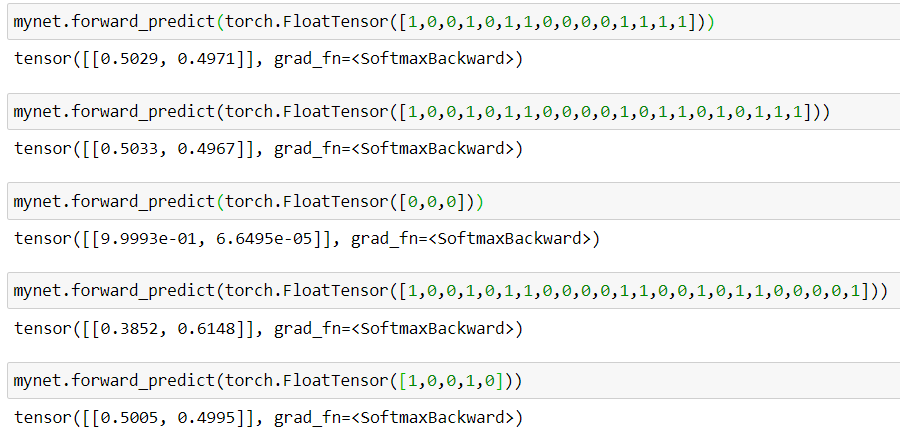 mynet.forward_predict(torch.FloatTensor([1,0,0,1,0,1,1,0,0,0,0,1,1,1,1]))
tensor([[0.5029, 0.4971]], grad_fn=<SoftmaxBackward>)
mynet.forward_predict(torch.FloatTensor([1,0,0,1,0,1,1,0,0,0,0,1,0,1,1,0,1,0,1,1,1]))
tensor([[0.5033, 0.4967]], grad_fn=<SoftmaxBackward>)
mynet.forward_predict(torch.FloatTensor([0,0,0]))
tensor([[9.9993e-01, 6.6495e-05]], grad_fn=<SoftmaxBackward>)
mynet.forward_predict(torch.FloatTensor([1,0,0,1,0,1,1,0,0,0,0,1,1,0,0,1,0,1,1,0,0,0,0,1]))
tensor([[0.3852, 0.6148]], grad_fn=<SoftmaxBackward>)
mynet.forward_predict(torch.FloatTensor([1,0,0,1,0]))
tensor([[0.5005, 0.4995]], grad_fn=<SoftmaxBackward>)